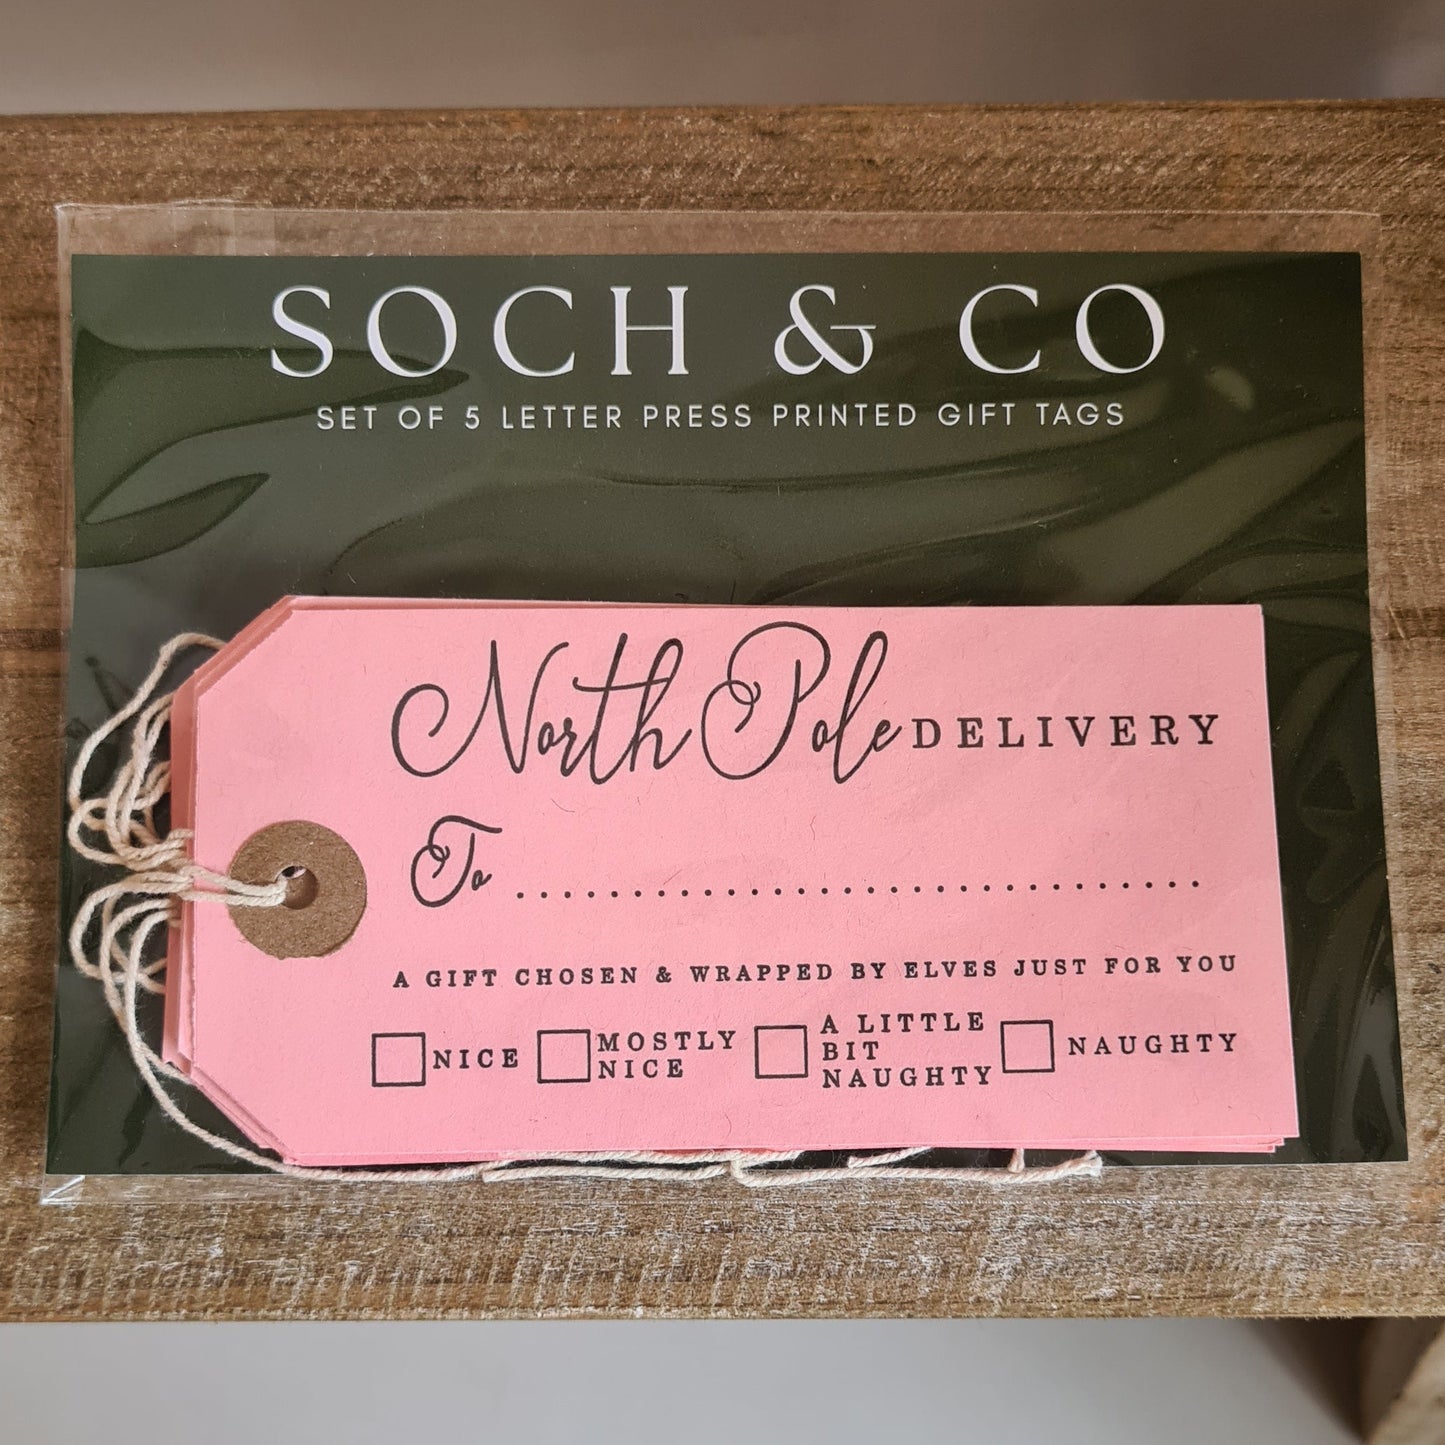 SOCH & CO
SET OF 5 LETTER PRESS PRINTED GIFT TAGS
North Pole DELIVERY
To ................................
A GIFT CHOSEN & WRAPPED BY ELVES JUST FOR YOU
NICE
MOSTLY
NICE
A LITTLE
BIT
NAUGHTY
NAUGHTY